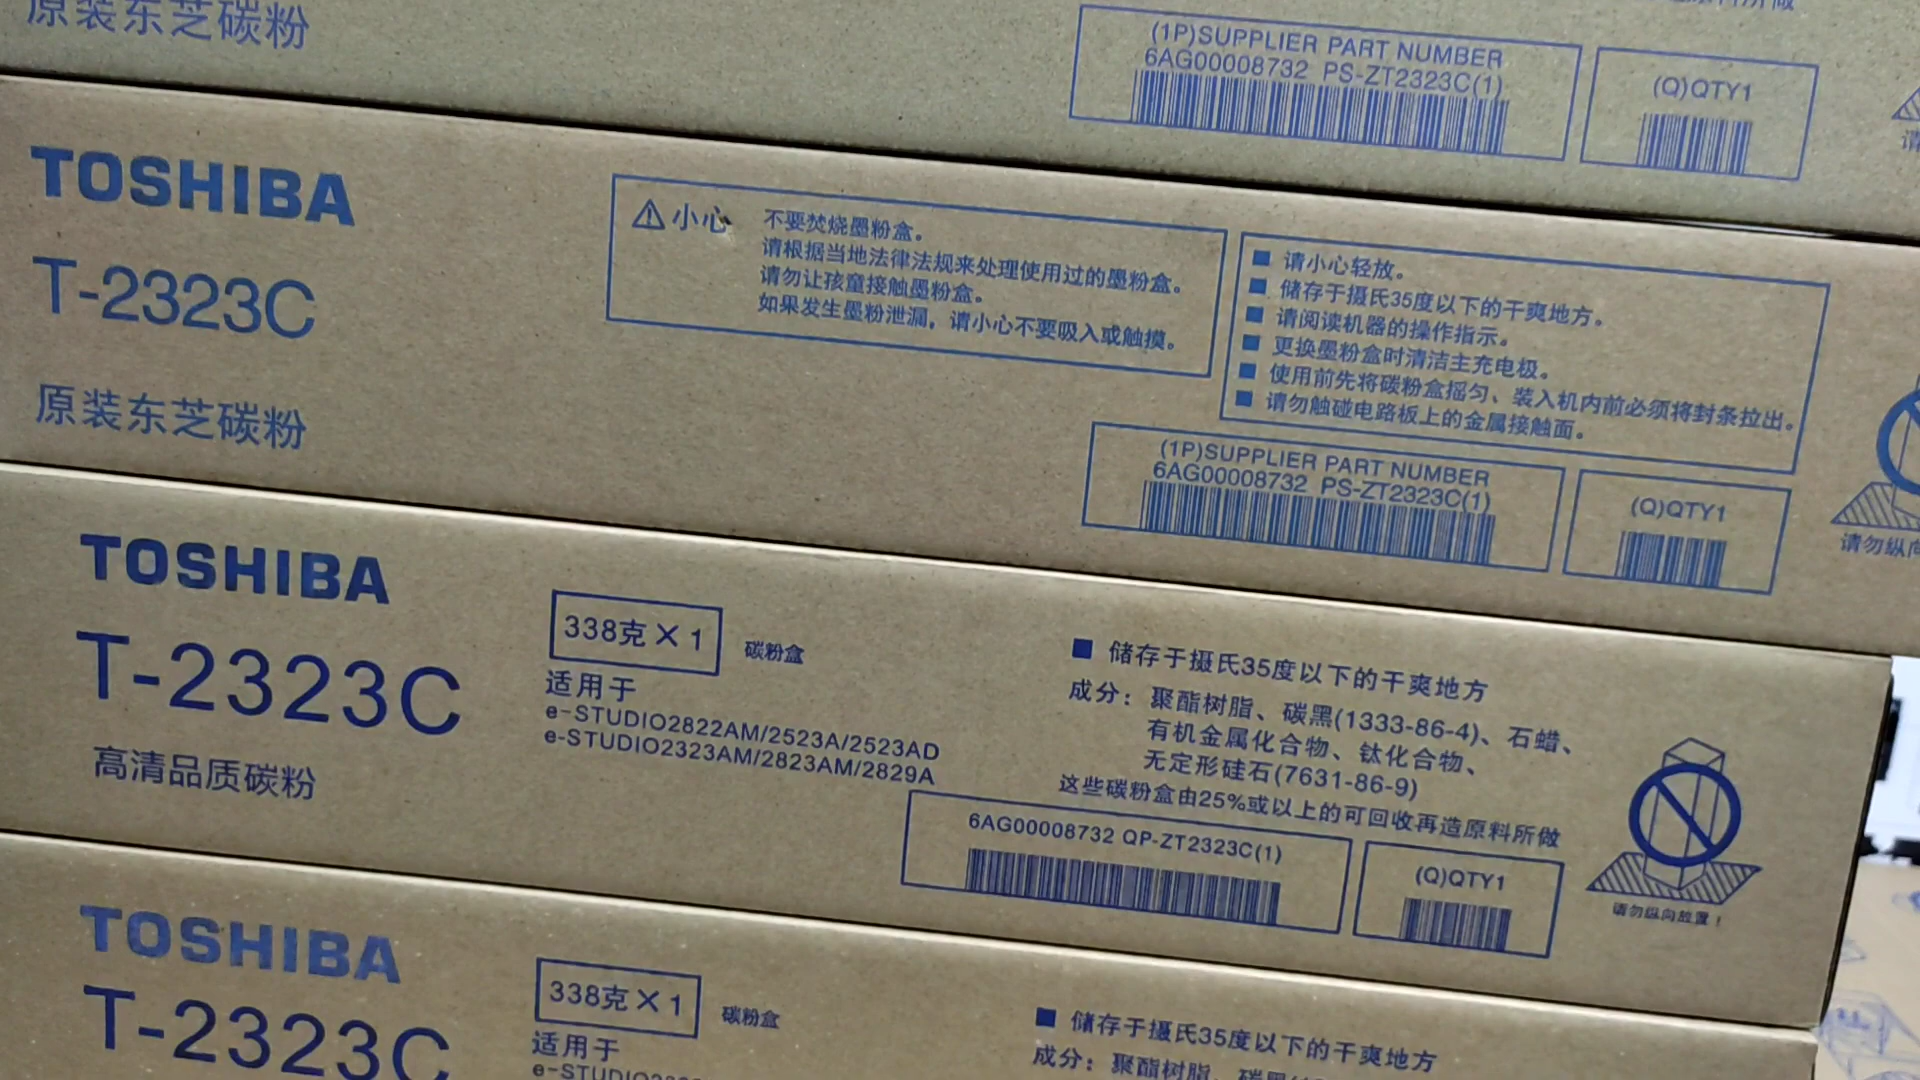 原装东芝碳粉
(1P)SUPPLIER PART NUMBER
6AG00008732 PS-ZT2323C(1)
(Q)QTY1
TOSHIBA
T-2323C
原装东芝碳粉
小心
不要焚烧墨粉盒。
请根据当地法律法规来处理使用过的墨粉盒。
请勿让孩童接触墨粉盒。
如果发生墨粉泄漏，请小心不要吸入或触摸。
■ 请小心轻放。
■ 储存于摄氏35度以下的干爽地方。
■ 请阅读机器的操作指示。
■ 更换墨粉盒时清洁主充电极。
■ 使用前先将碳粉盒摇匀、装入机内前必须将封条拉出。
■ 请勿触碰电路板上的金属接触面。
(1P)SUPPLIER PART NUMBER
6AG00008732 PS-ZT2323C(1)
(Q)QTY1
请勿纵向
TOSHIBA
T-2323C
高清品质碳粉
338克×1
碳粉盒
适用于
e-STUDIO2822AM/2523A/2523AD
e-STUDIO2323AM/2823AM/2829A
■ 储存于摄氏35度以下的干爽地方
成分：聚酯树脂、碳黑(1333-86-4)、石蜡、
有机金属化合物、钛化合物、
无定形硅石(7631-86-9)
这些碳粉盒由25%或以上的可回收再造原料所做
6AG00008732 QP-ZT2323C(1)
(Q)QTY1
请勿纵向放置！
TOSHIBA
T-2323C
338克×1
碳粉盒
适用于
■ 储存于摄氏35度以下的干爽地方
成分：聚酯树脂、碳黑